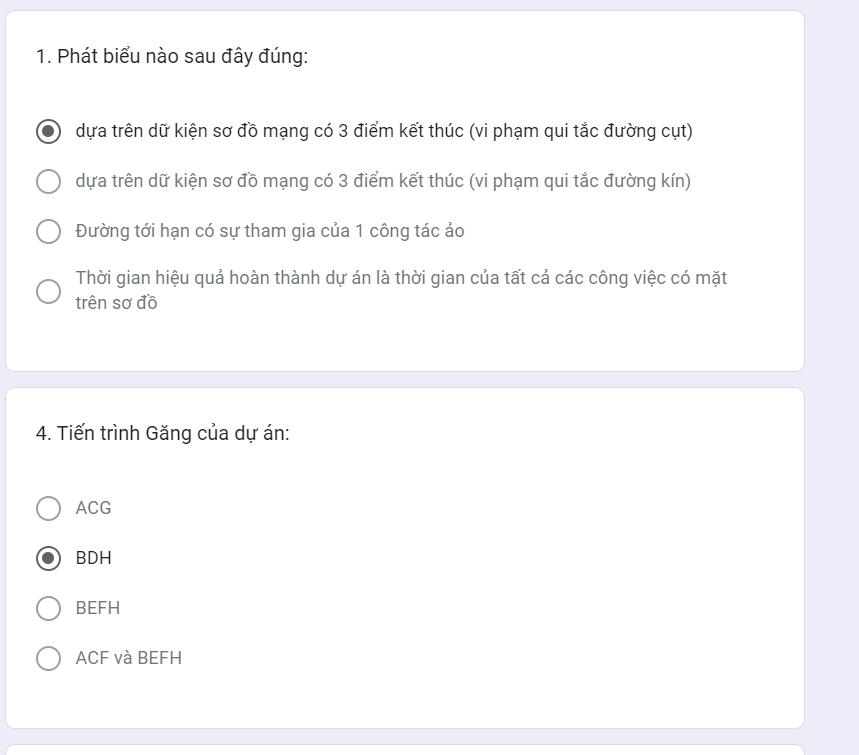 1. Phát biểu nào sau đây đúng:
dựa trên dữ kiện sơ đồ mạng có 3 điểm kết thúc (vi phạm qui tắc đường cụt)
dựa trên dữ kiện sơ đồ mạng có 3 điểm kết thúc (vi phạm qui tắc đường kín)
Đường tới hạn có sự tham gia của 1 công tác ảo
Thời gian hiệu quả hoàn thành dự án là thời gian của tất cả các công việc có mặt
trên sơ đồ
4. Tiến trình Găng của dự án:
ACG
BDH
BEFH
ACF và BEFH